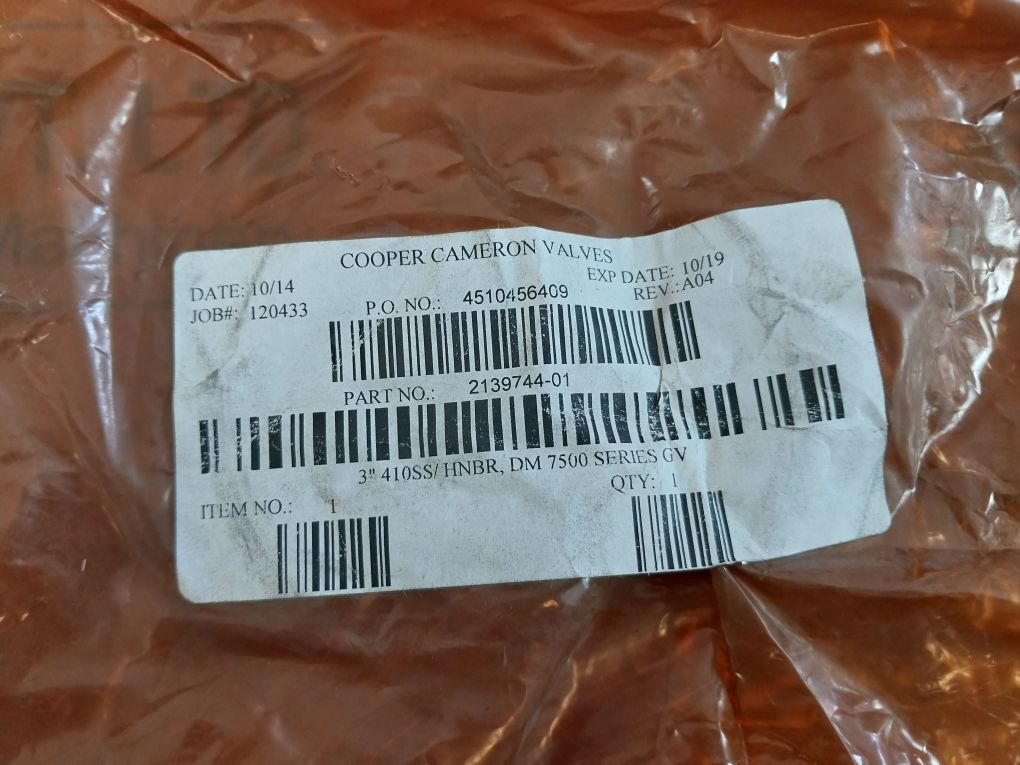 T LTD
COOPER CAMERON VALVES
DATE: 10/14
EXP DATE: 10/19
JOB#: 120433
P.O. NO.: 4510456409
REV.:A04
PART NO.: 2139744-01
3" 410SS/ HNBR, DM 7500 SERIES GV
ITEM NO.: 1
QTY: 1